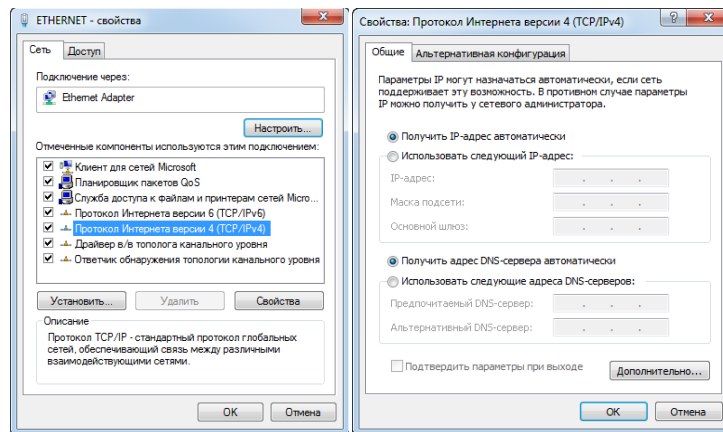 ETHERNET - свойства
Сеть
Доступ
Подключение через:
Ethernet Adapter
Настроить...
Отмеченные компоненты используются этим подключением:
Клиент для сетей Microsoft
Планировщик пакетов QoS
Служба доступа к файлам и принтерам сетей Micro...
Протокол Интернета версии 6 (TCP/IPv6)
Протокол Интернета версии 4 (TCP/IPv4)
Драйвер в/в тополога канального уровня
Ответчик обнаружения топологии канального уровня
Установить...
Удалить
Свойства
Описание
Протокол TCP/IP - стандартный протокол глобальных
сетей, обеспечивающий связь между различными
взаимодействующими сетями.
OK
Отмена
Свойства: Протокол Интернета версии 4 (TCP/IPv4)
Общие
Альтернативная конфигурация
Параметры IP могут назначаться автоматически, если сеть
поддерживает эту возможность. В противном случае параметры
IP можно получить у сетевого администратора.
Получить IP-адрес автоматически
Использовать следующий IP-адрес:
IP-адрес:
Маска подсети:
Основной шлюз:
Получить адрес DNS-сервера автоматически
Использовать следующие адреса DNS-серверов:
Предпочитаемый DNS-сервер:
Альтернативный DNS-сервер:
Подтвердить параметры при выходе
Дополнительно...
OK
Отмена